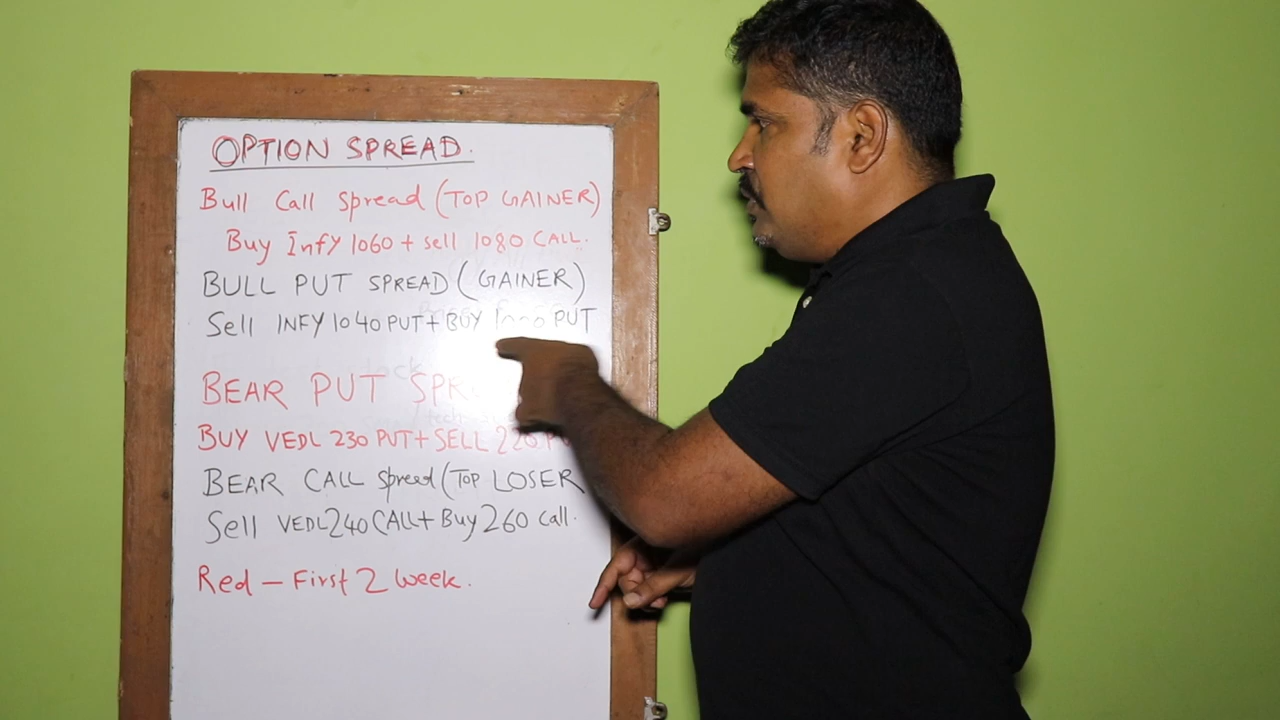 OPTION SPREAD.
Bull Call Spread (TOP GAINER)
Buy Infy 1060 + sell 1080 CALL.
BULL PUT SPREAD (GAINER)
Sell INFY 1040 PUT + BUY PUT
BEAR PUT
BUY VEDL 230 PUT + SELL 220
BEAR CALL Spread (TOP LOSER
Sell VEDL 240 CALL + Buy 260 call.
Red - First 2 week.